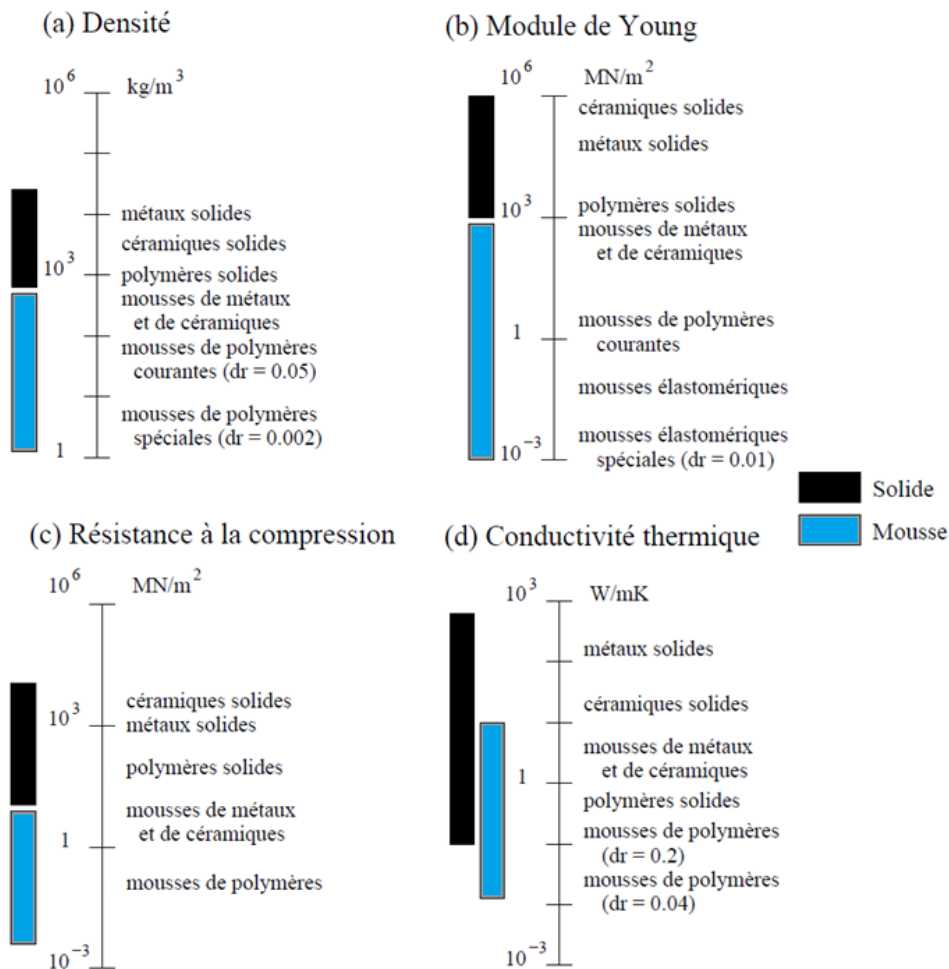 (a) Densité
10^6 kg/m^3
métaux solides
céramiques solides
10^3 polymères solides
mousses de métaux
et de céramiques
mousses de polymères
courantes (dr = 0.05)
mousses de polymères
spéciales (dr = 0.002)
1
(b) Module de Young
10^6 MN/m^2
céramiques solides
métaux solides
10^3 polymères solides
mousses de métaux
et de céramiques
mousses de polymères
1 courantes
mousses élastomériques
mousses élastomériques
10^-3 spéciales (dr = 0.01)
Solide
Mousse
(c) Résistance à la compression
10^6 MN/m^2
céramiques solides
10^3 métaux solides
polymères solides
mousses de métaux
1 et de céramiques
mousses de polymères
10^-3
(d) Conductivité thermique
10^3 W/mK
métaux solides
céramiques solides
mousses de métaux
1 et de céramiques
polymères solides
mousses de polymères
(dr = 0.2)
mousses de polymères
(dr = 0.04)
10^-3